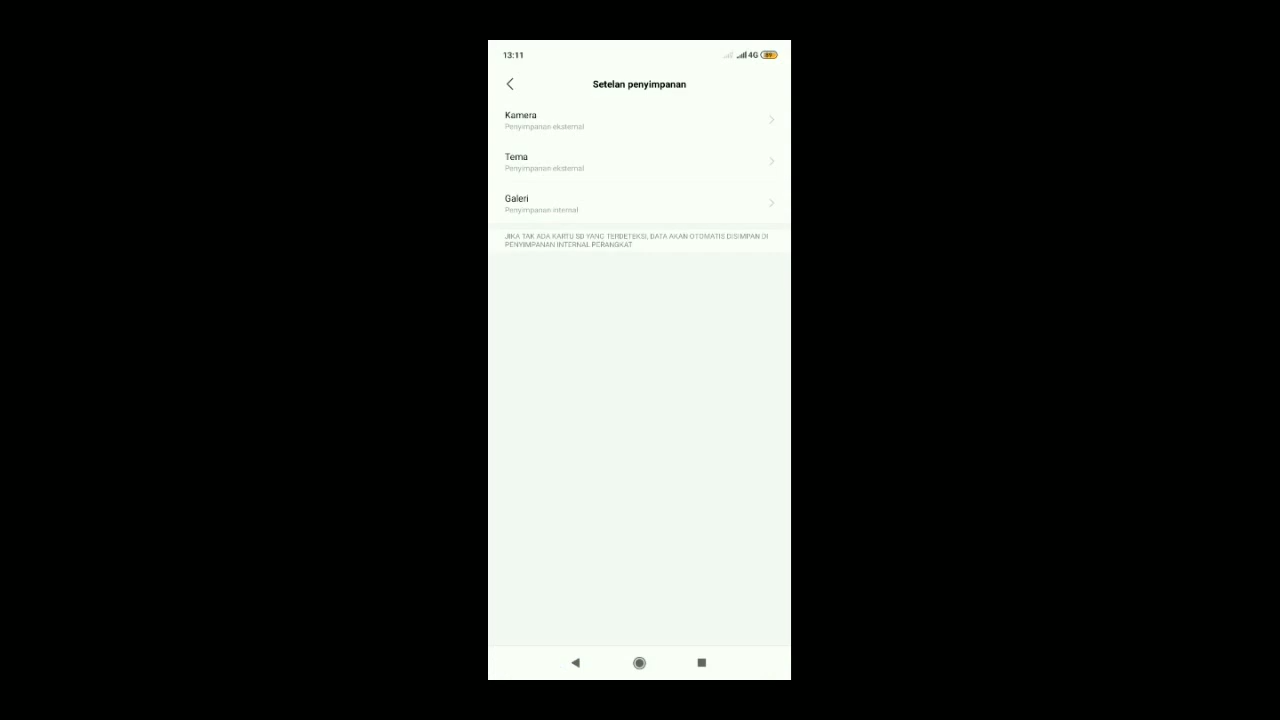 13:11
4G
Setelan penyimpanan
Kamera
Penyimpanan eksternal
Tema
Penyimpanan eksternal
Galeri
Penyimpanan internal
JIKA TAK ADA KARTU SD YANG TERDETEKSI, DATA AKAN OTOMATIS DISIMPAN DI
PENYIMPANAN INTERNAL PERANGKAT